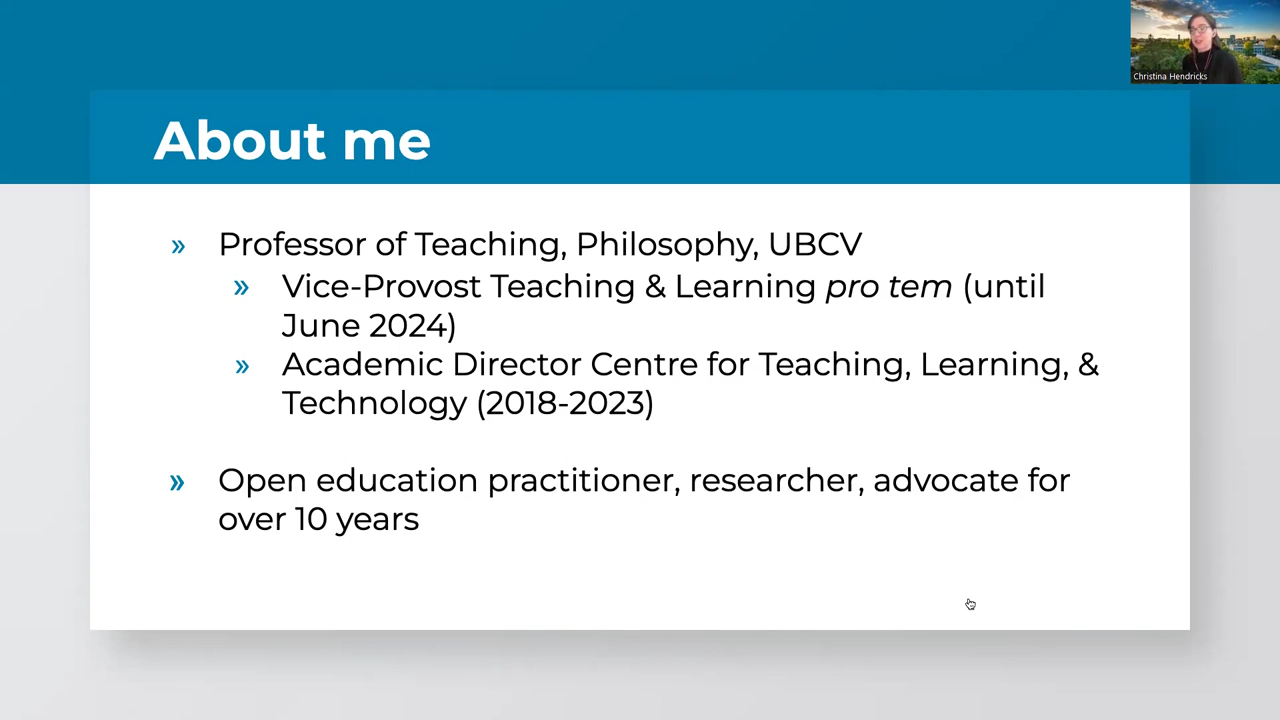 Christina Hendricks
About me
» Professor of Teaching, Philosophy, UBCV
» Vice-Provost Teaching & Learning pro tem (until
June 2024)
» Academic Director Centre for Teaching, Learning, &
Technology (2018-2023)
» Open education practitioner, researcher, advocate for
over 10 years